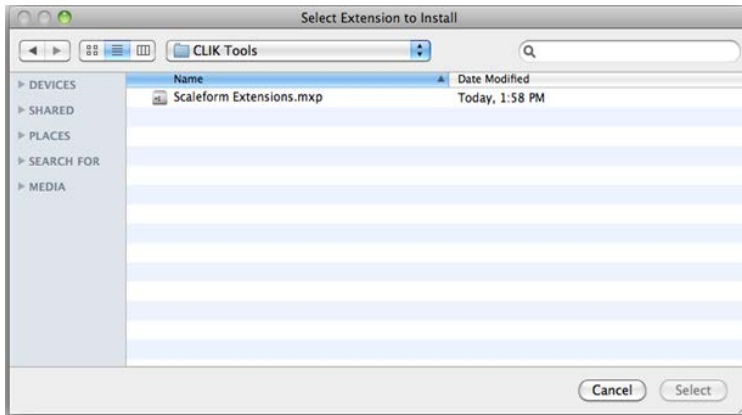 Select Extension to Install
CLIK Tools
Name Date Modified
DEVICES
Scaleform Extensions.mxp Today, 1:58 PM
SHARED
PLACES
SEARCH FOR
MEDIA
Cancel Select